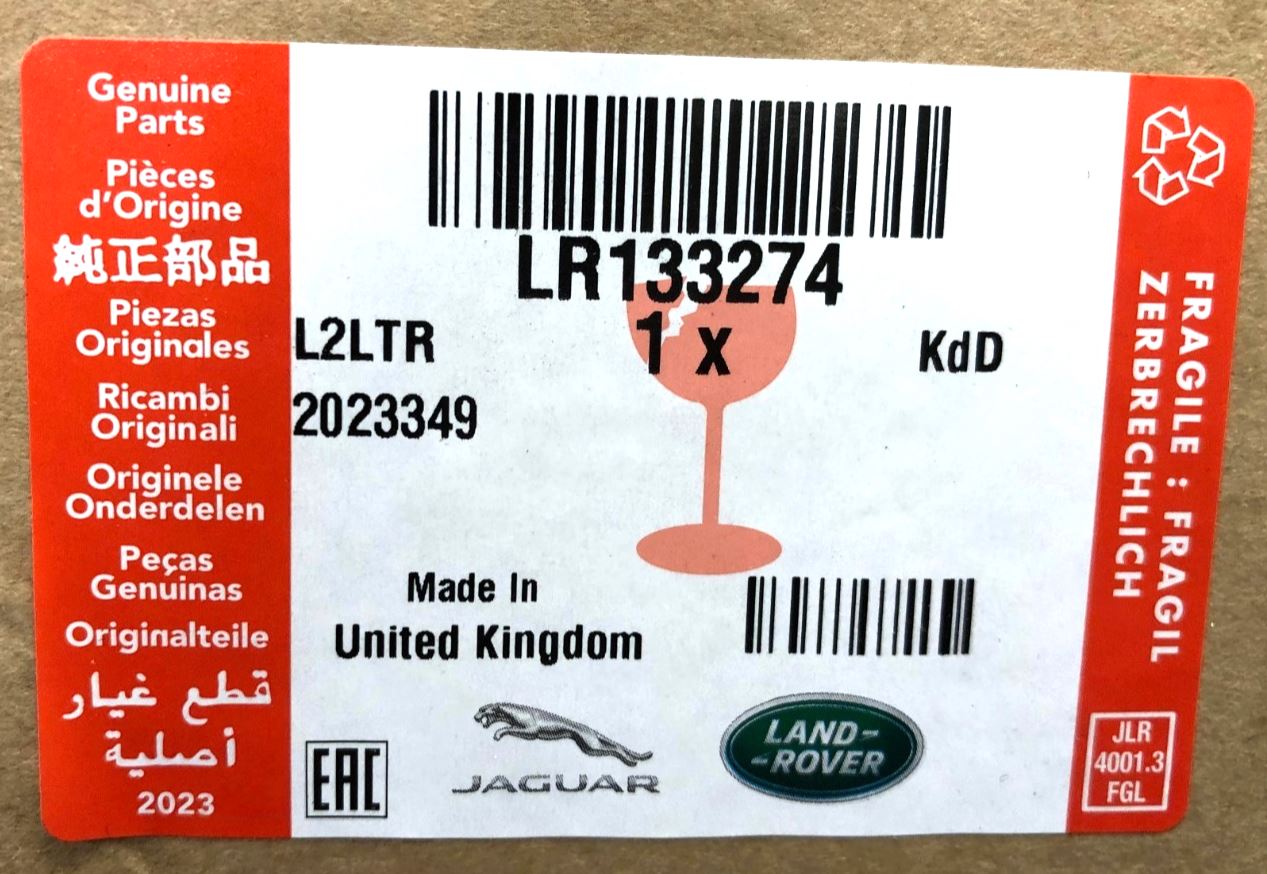 Genuine
Parts
Pièces
d'Origine
純正部品
Piezas
Originales
Ricambi
Originali
Originele
Onderdelen
Peças
Genuinas
Originalteile
قطع غيار
أصلية
2023
LR133274
L2LTR
1 x
KdD
2023349
Made In
United Kingdom
EAC
JAGUAR
LAND-
-ROVER
FRAGILE : FRAGIL
ZERBRECHLICH
JLR
4001.3
FGL